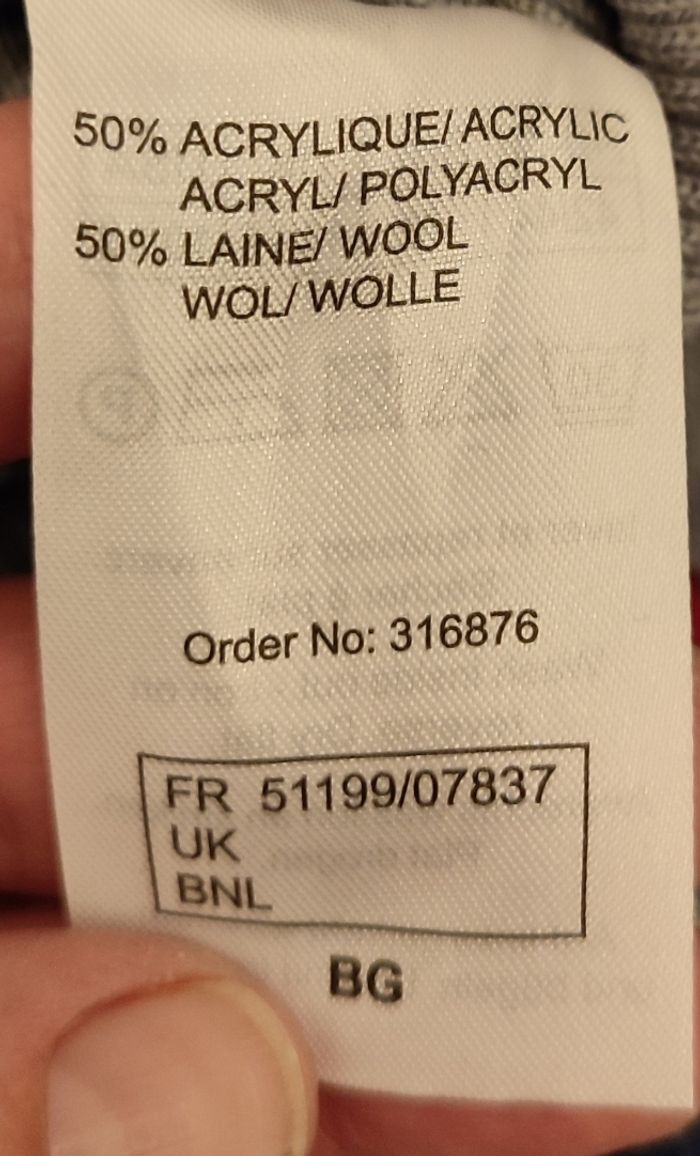 50% ACRYLIQUE/ ACRYLIC
ACRYL/ POLYACRYL
50% LAINE/ WOOL
WOL/ WOLLE
Order No: 316876
FR 51199/07837
UK
BNL
BG